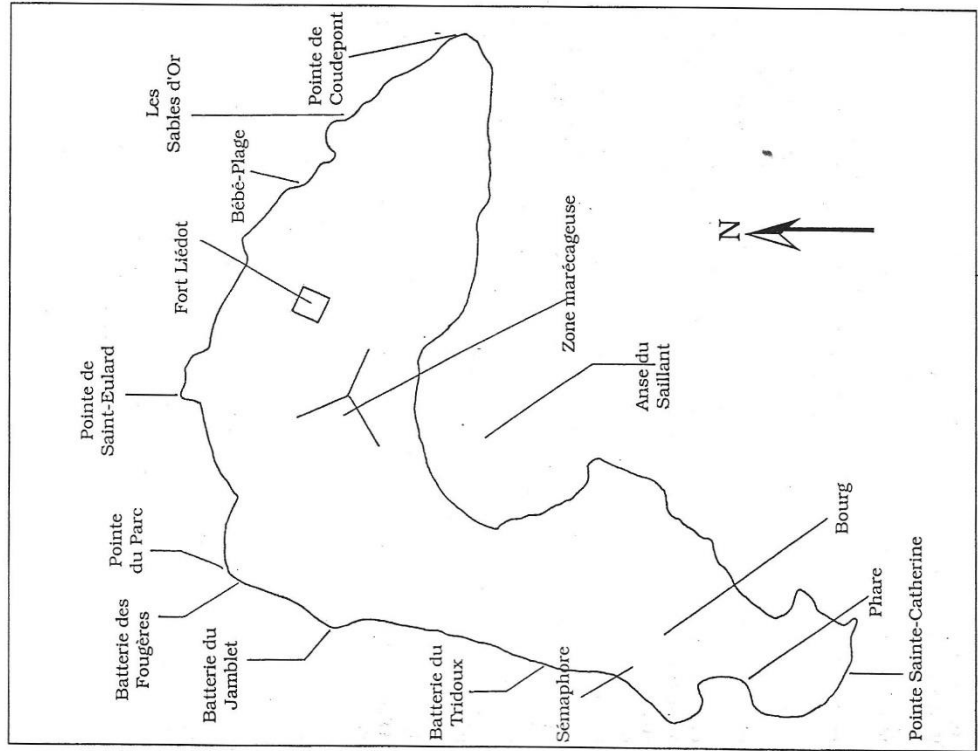 Pointe de
Saint-Eulard
Fort Liédot
Bébé-Plage
Les
Sables d'Or
Pointe de
Coudepont
Pointe
du Parc
Batterie des
Fougères
Batterie du
Jamblet
Batterie du
Tridoux
Sémaphore
Zone marécageuse
Anse du
Saillant
N
Bourg
Phare
Pointe Sainte-Catherine